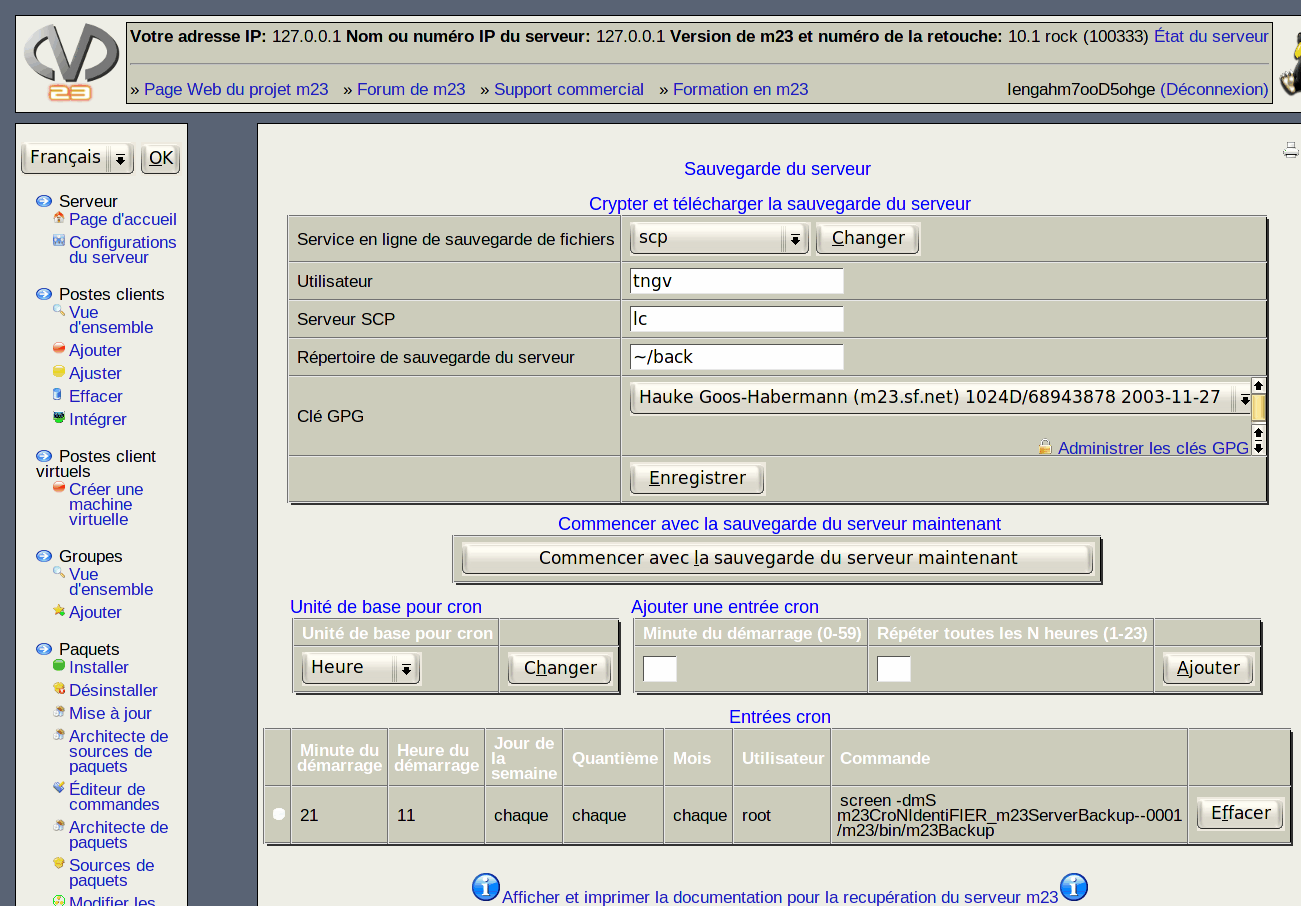 Votre adresse IP: 127.0.0.1 Nom ou numéro IP du serveur: 127.0.0.1 Version de m23 et numéro de la retouche: 10.1 rock (100333) État du serveur
» Page Web du projet m23 » Forum de m23 » Support commercial » Formation en m23
Iengahm7ooD5ohge (Déconnexion)
23
Français
OK
Serveur
Page d'accueil
Configurations
du serveur
Postes clients
Vue
d'ensemble
Ajouter
Ajuster
Effacer
Intégrer
Postes client
virtuels
Créer une
machine
virtuelle
Groupes
Vue
d'ensemble
Ajouter
Paquets
Installer
Désinstaller
Mise à jour
Architecte de
sources de
paquets
Éditeur de
commandes
Architecte de
paquets
Sources de
paquets
Modifier les
Sauvegarde du serveur
Crypter et télécharger la sauvegarde du serveur
Service en ligne de sauvegarde de fichiers scp Changer
Utilisateur tngv
Serveur SCP lc
Répertoire de sauvegarde du serveur ~/back
Clé GPG Hauke Goos-Habermann (m23.sf.net) 1024D/68943878 2003-11-27
Administrer les clés GPG
Enregistrer
Commencer avec la sauvegarde du serveur maintenant
Commencer avec la sauvegarde du serveur maintenant
Unité de base pour cron
Unité de base pour cron
Heure Changer
Ajouter une entrée cron
Minute du démarrage (0-59) Répéter toutes les N heures (1-23)
Ajouter
Entrées cron
Minute du
démarrage
Heure du
démarrage
Jour de
la
semaine
Quantième
Mois
Utilisateur
Commande
21 11 chaque chaque chaque root
screen -dmS
m23CroNIdentiFIER_m23ServerBackup--0001
/m23/bin/m23Backup
Effacer
Afficher et imprimer la documentation pour la recupération du serveur m23